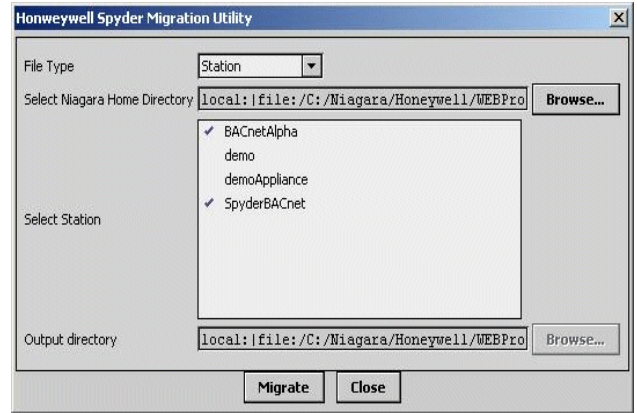 Honweywell Spyder Migration Utility
File Type Station
Select Niagara Home Directory local:|file:/C:/Niagara/Honeywell/WEBPro Browse...
BACnetAlpha
demo
demoAppliance
SpyderBACnet
Select Station
Output directory local:|file:/C:/Niagara/Honeywell/WEBPro Browse...
Migrate Close